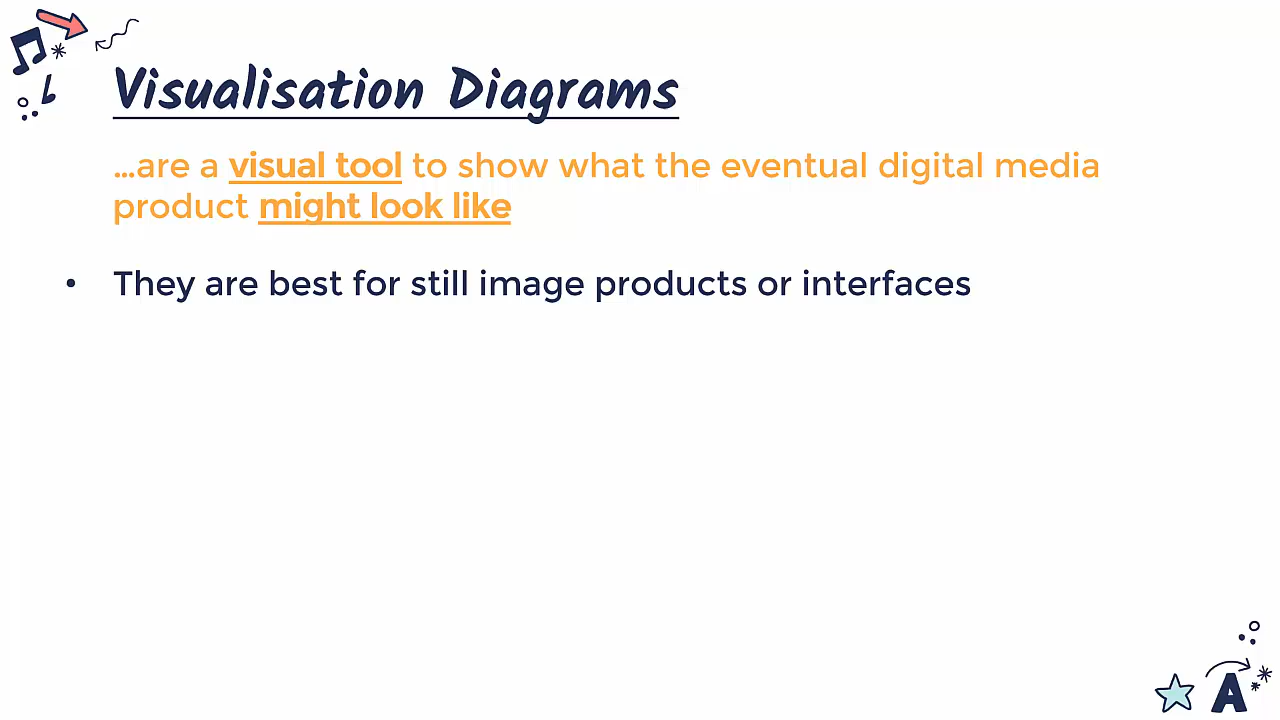 Visualisation Diagrams
...are a visual tool to show what the eventual digital media
product might look like
• They are best for still image products or interfaces
A